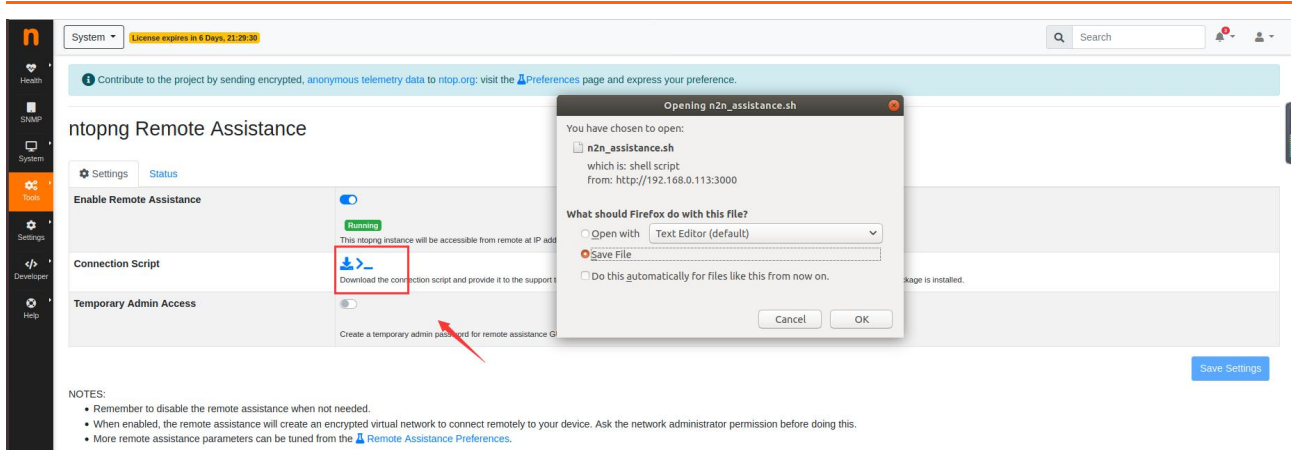 n
System
License expires in 6 Days, 21:29:30
Search
Health
SNMP
System
Tools
Settings
Developer
Help
Contribute to the project by sending encrypted, anonymous telemetry data to ntop.org: visit the Preferences page and express your preference.
ntopng Remote Assistance
Settings
Status
Enable Remote Assistance
Running
This ntopng instance will be accessible from remote at IP add
Connection Script
Download the connection script and provide it to the support t
kage is installed.
Temporary Admin Access
Create a temporary admin password for remote assistance G
Opening n2n_assistance.sh
You have chosen to open:
n2n_assistance.sh
which is: shell script
from: http://192.168.0.113:3000
What should Firefox do with this file?
Open with
Text Editor (default)
Save File
Do this automatically for files like this from now on.
Cancel
OK
Save Settings
NOTES:
• Remember to disable the remote assistance when not needed.
• When enabled, the remote assistance will create an encrypted virtual network to connect remotely to your device. Ask the network administrator permission before doing this.
• More remote assistance parameters can be tuned from the Remote Assistance Preferences.